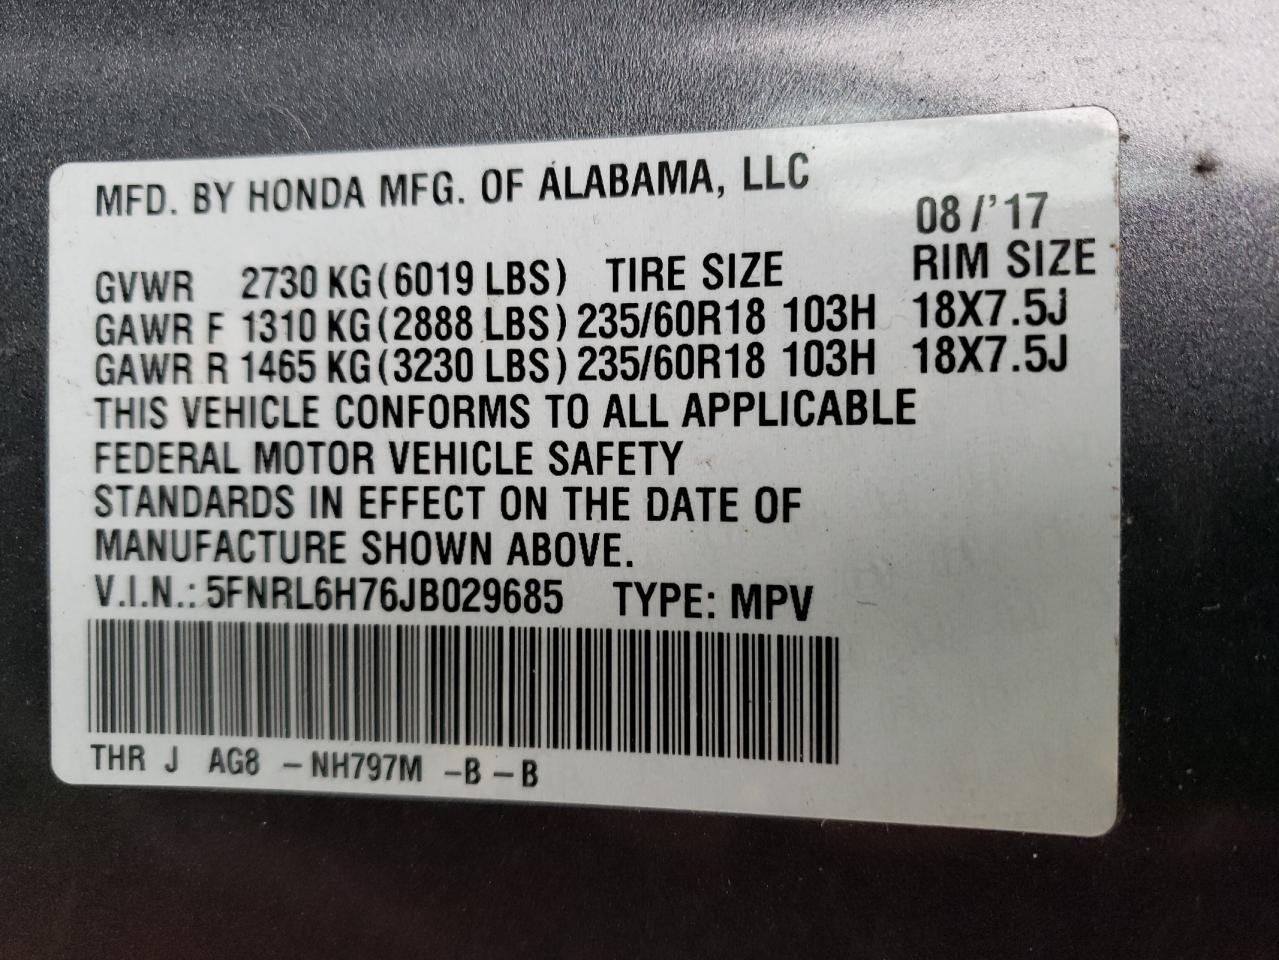 MFD. BY HONDA MFG. OF ALABAMA, LLC
08/'17
GVWR 2730 KG(6019 LBS) TIRE SIZE RIM SIZE
GAWR F 1310 KG(2888 LBS) 235/60R18 103H 18X7.5J
GAWR R 1465 KG(3230 LBS) 235/60R18 103H 18X7.5J
THIS VEHICLE CONFORMS TO ALL APPLICABLE
FEDERAL MOTOR VEHICLE SAFETY
STANDARDS IN EFFECT ON THE DATE OF
MANUFACTURE SHOWN ABOVE.
V.I.N.: 5FNRL6H76JB029685 TYPE: MPV
THR J AG8 -NH797M -B -B